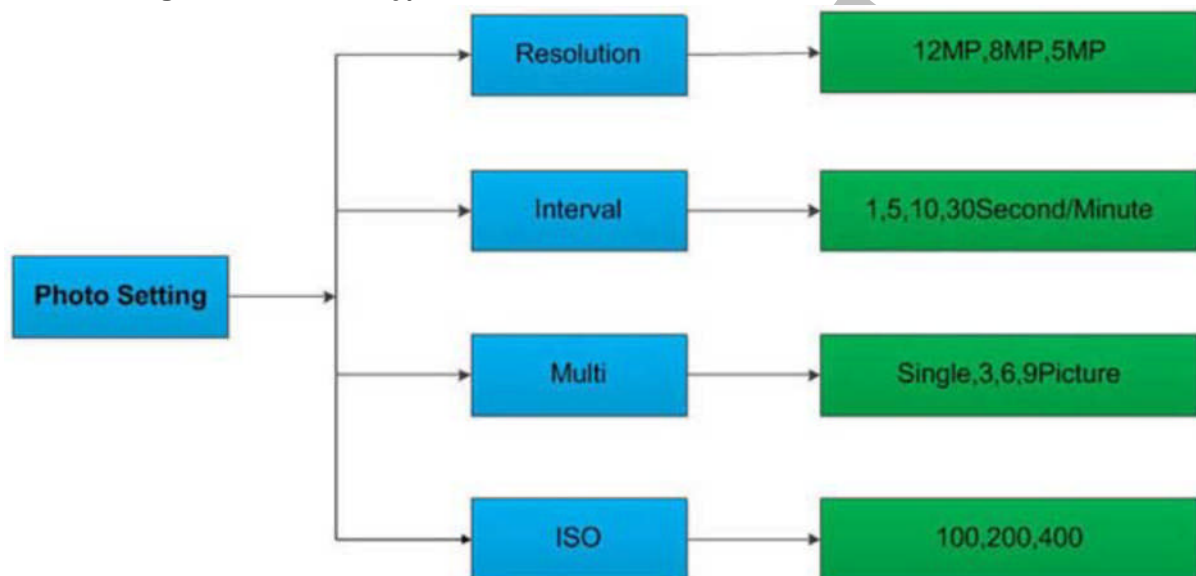 Resolution
12MP,8MP,5MP
Interval
1,5,10,30Second/Minute
Photo Setting
Multi
Single,3,6,9Picture
ISO
100,200,400